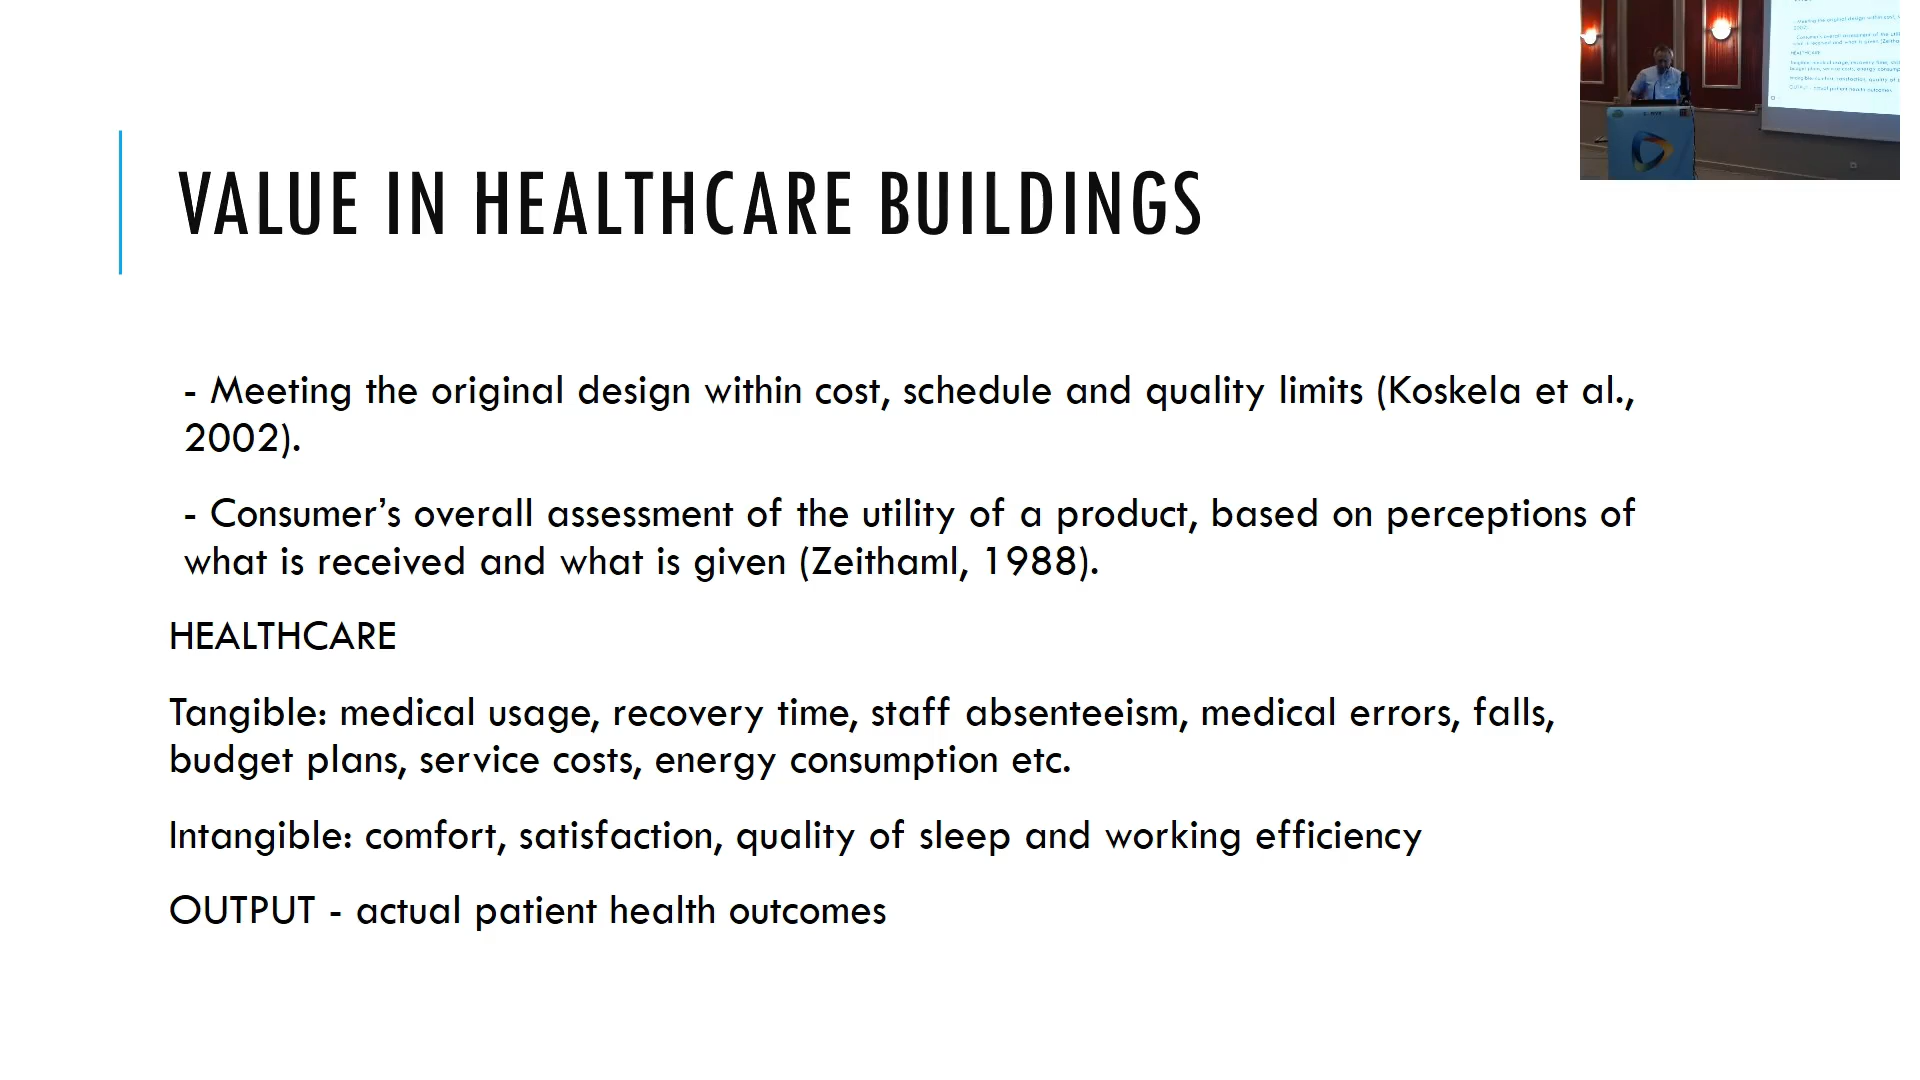 VALUE IN HEALTHCARE BUILDINGS
- Meeting the original design within cost, schedule and quality limits (Koskela et al.,
2002).
- Consumer’s overall assessment of the utility of a product, based on perceptions of
what is received and what is given (Zeithaml, 1988).
HEALTHCARE
Tangible: medical usage, recovery time, staff absenteeism, medical errors, falls,
budget plans, service costs, energy consumption etc.
Intangible: comfort, satisfaction, quality of sleep and working efficiency
OUTPUT - actual patient health outcomes